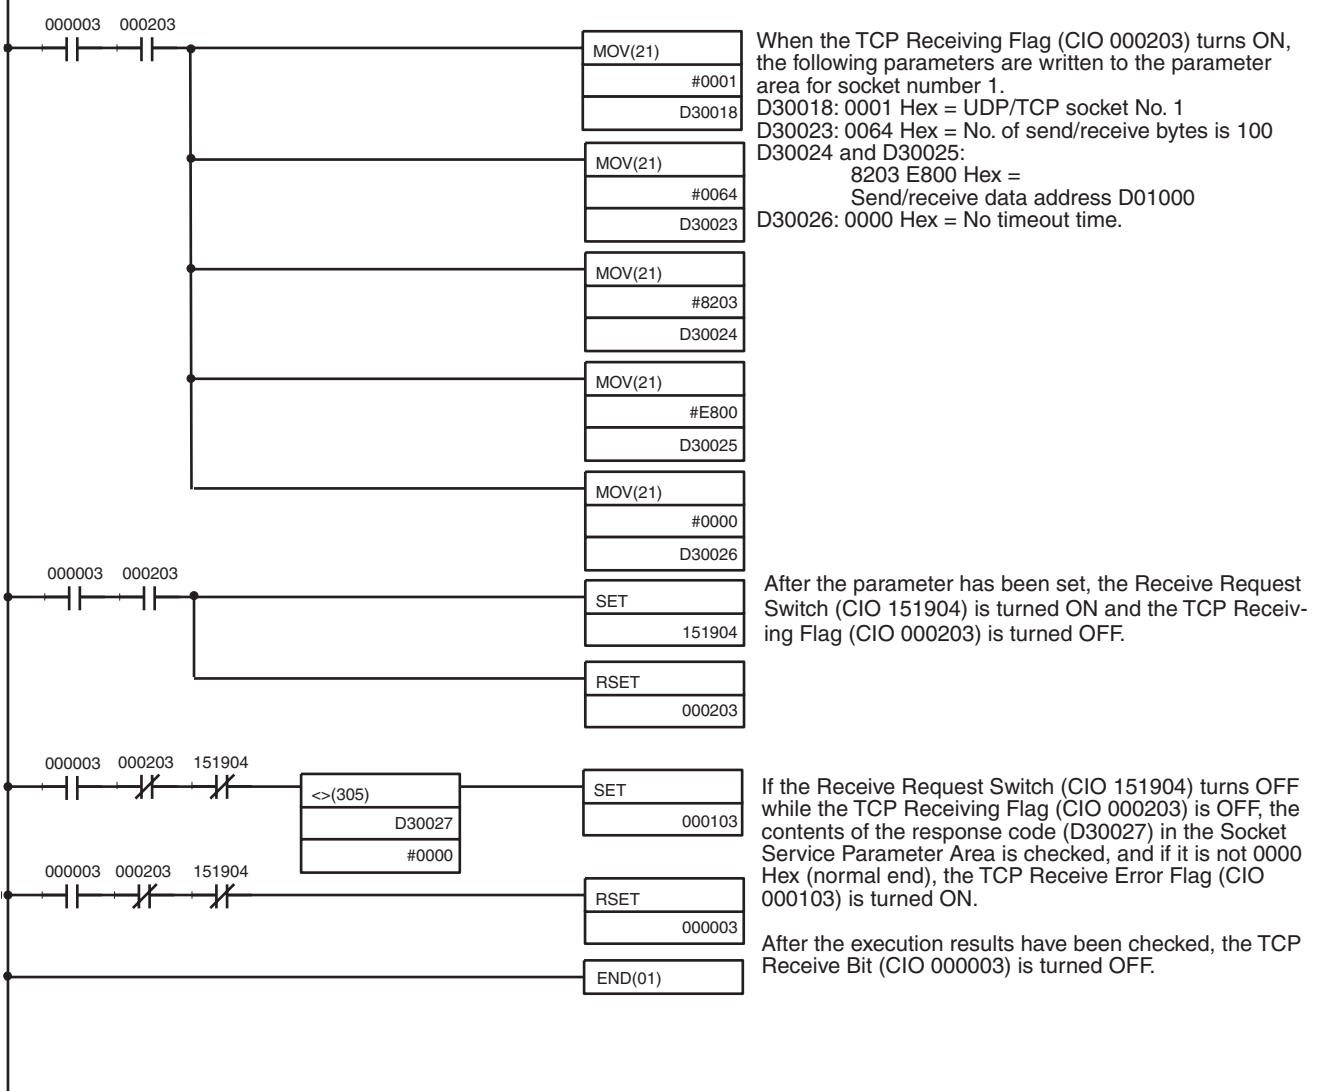 000003 000203
MOV(21)
#0001
D30018
When the TCP Receiving Flag (CIO 000203) turns ON,
the following parameters are written to the parameter
area for socket number 1.
D30018: 0001 Hex = UDP/TCP socket No. 1
D30023: 0064 Hex = No. of send/receive bytes is 100
D30024 and D30025:
8203 E800 Hex =
Send/receive data address D01000
D30026: 0000 Hex = No timeout time.
MOV(21)
#0064
D30023
MOV(21)
#8203
D30024
MOV(21)
#E800
D30025
MOV(21)
#0000
D30026
000003 000203
SET
151904
After the parameter has been set, the Receive Request
Switch (CIO 151904) is turned ON and the TCP Receiv-
ing Flag (CIO 000203) is turned OFF.
RSET
000203
000003 000203 151904
<>(305)
D30027
#0000
SET
000103
If the Receive Request Switch (CIO 151904) turns OFF
while the TCP Receiving Flag (CIO 000203) is OFF, the
contents of the response code (D30027) in the Socket
Service Parameter Area is checked, and if it is not 0000
Hex (normal end), the TCP Receive Error Flag (CIO
000103) is turned ON.
000003 000203 151904
RSET
000003
After the execution results have been checked, the TCP
Receive Bit (CIO 000003) is turned OFF.
END(01)